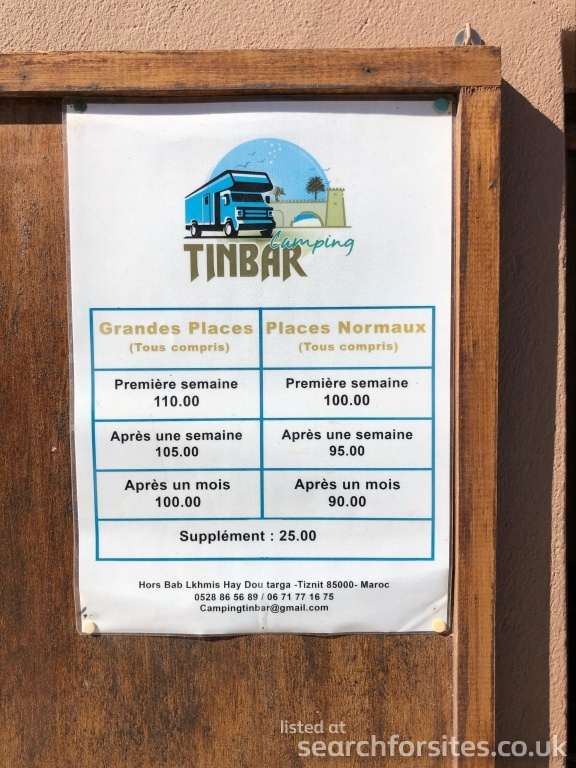 Camping
TINBAR
Grandes Places
(Tous compris)
Places Normaux
(Tous compris)
Première semaine
110.00
Première semaine
100.00
Après une semaine
105.00
Après une semaine
95.00
Après un mois
100.00
Après un mois
90.00
Supplément : 25.00
Hors Bab Lkhmis Hay Dou targa -Tiznit 85000- Maroc
0528 86 56 89 / 06 71 77 16 75
Campingtinbar@gmail.com
listed at
searchforsites.co.uk